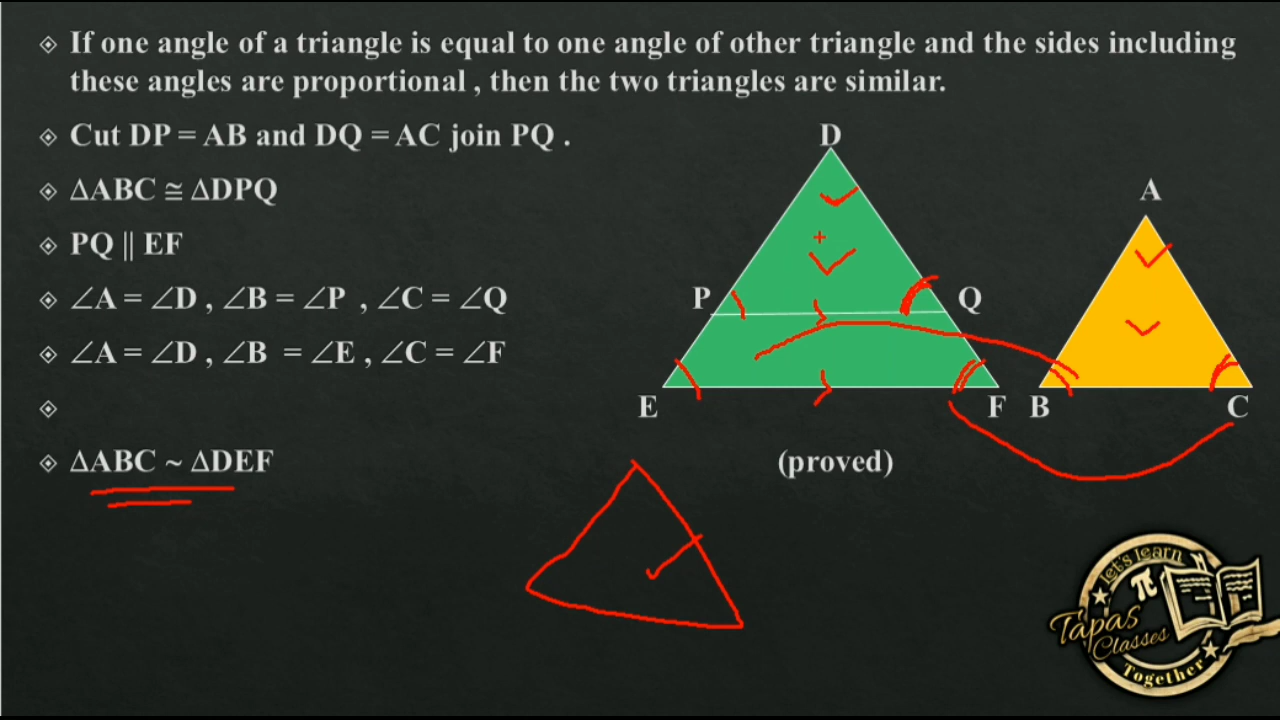 If one angle of a triangle is equal to one angle of other triangle and the sides including
these angles are proportional , then the two triangles are similar.
Cut DP = AB and DQ = AC join PQ .
ΔABC ≅ ΔDPQ
PQ || EF
∠A = ∠D , ∠B = ∠P , ∠C = ∠Q
∠A = ∠D , ∠B = ∠E , ∠C = ∠F
ΔABC ~ ΔDEF
D
A
P
Q
E
F
B
C
(proved)
Let's learn
π
Tapas
Classes
Together